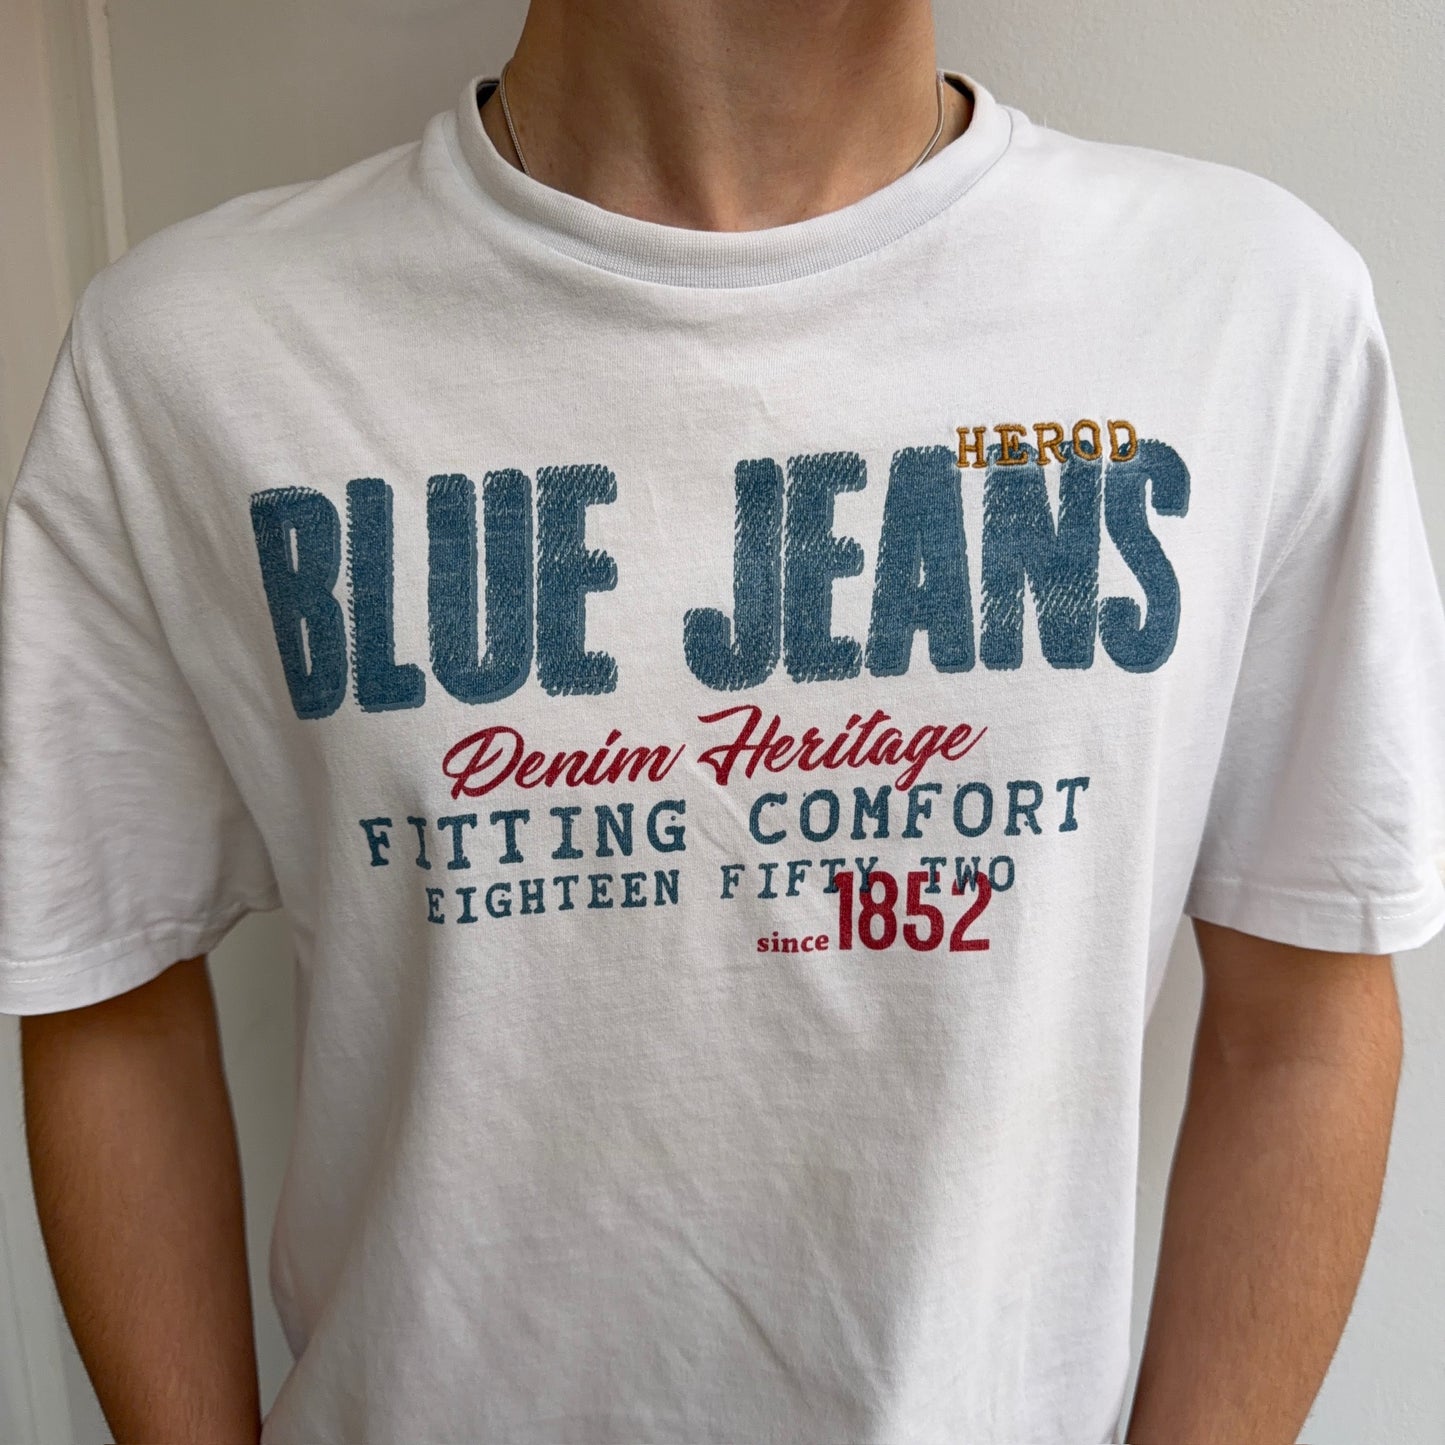 HEROD
BLUE JEANS
Denim Heritage
FITTING COMFORT
EIGHTEEN FIFTY TWO
since 1852